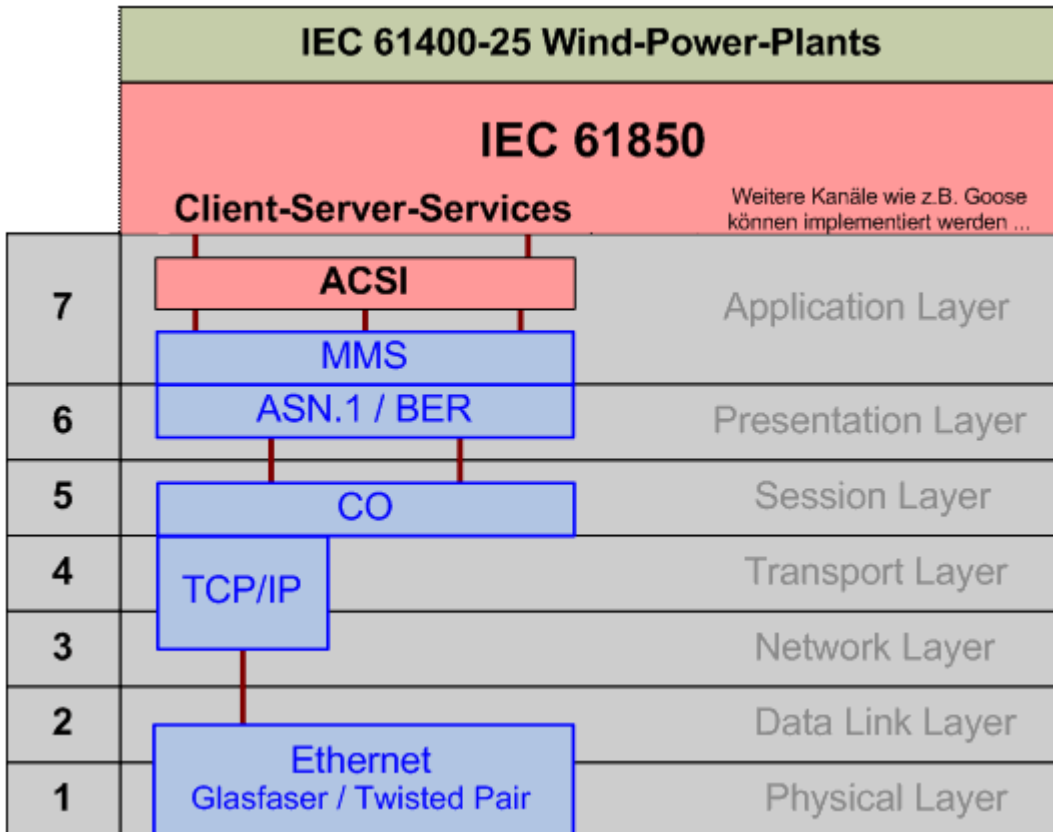 IEC 61400-25 Wind-Power-Plants
IEC 61850
Client-Server-Services
Weitere Kanäle wie z.B. Goose
können implementiert werden ...
7
ACSI
Application Layer
MMS
6
ASN.1 / BER
Presentation Layer
5
CO
Session Layer
4
TCP/IP
Transport Layer
3
Network Layer
2
Data Link Layer
Ethernet
1
Glasfaser / Twisted Pair
Physical Layer